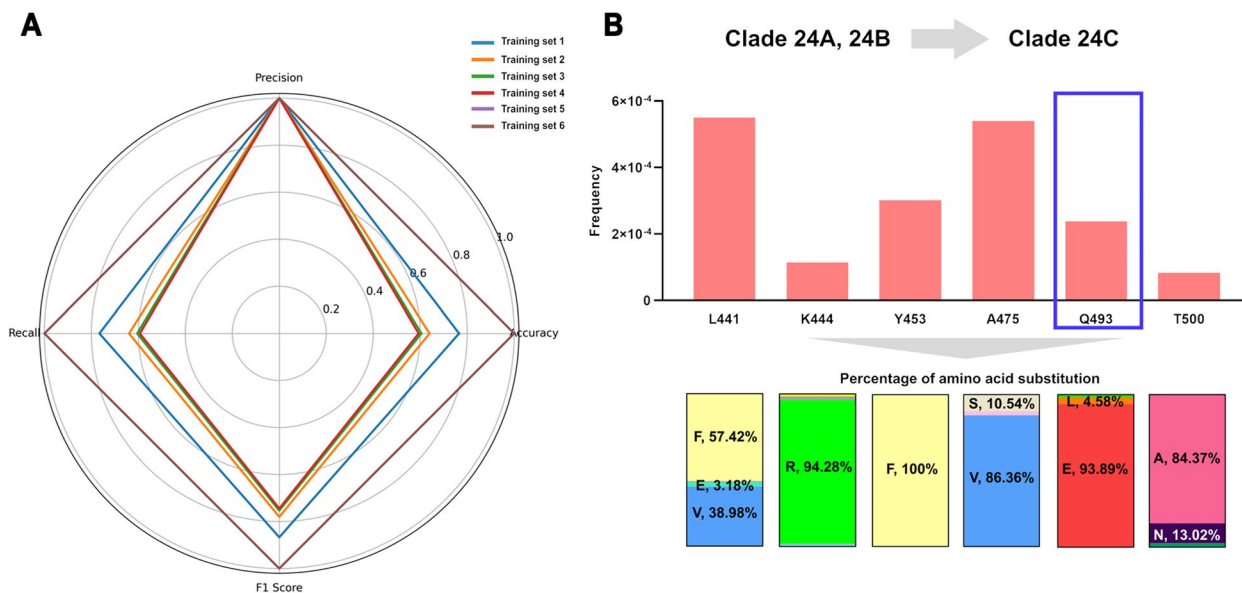 A
Training set 1
Training set 2
Training set 3
Training set 4
Training set 5
Training set 6
Precision
1.0
0.8
0.6
0.4
0.2
Recall
Accuracy
F1 Score
B
Clade 24A, 24B
Clade 24C
Frequency
6×10⁻⁴
4×10⁻⁴
2×10⁻⁴
0
L441
K444
Y453
A475
Q493
T500
Percentage of amino acid substitution
F, 57.42%
E, 3.18%
V, 38.98%
R, 94.28%
F, 100%
S, 10.54%
V, 86.36%
L, 4.58%
E, 93.89%
A, 84.37%
N, 13.02%